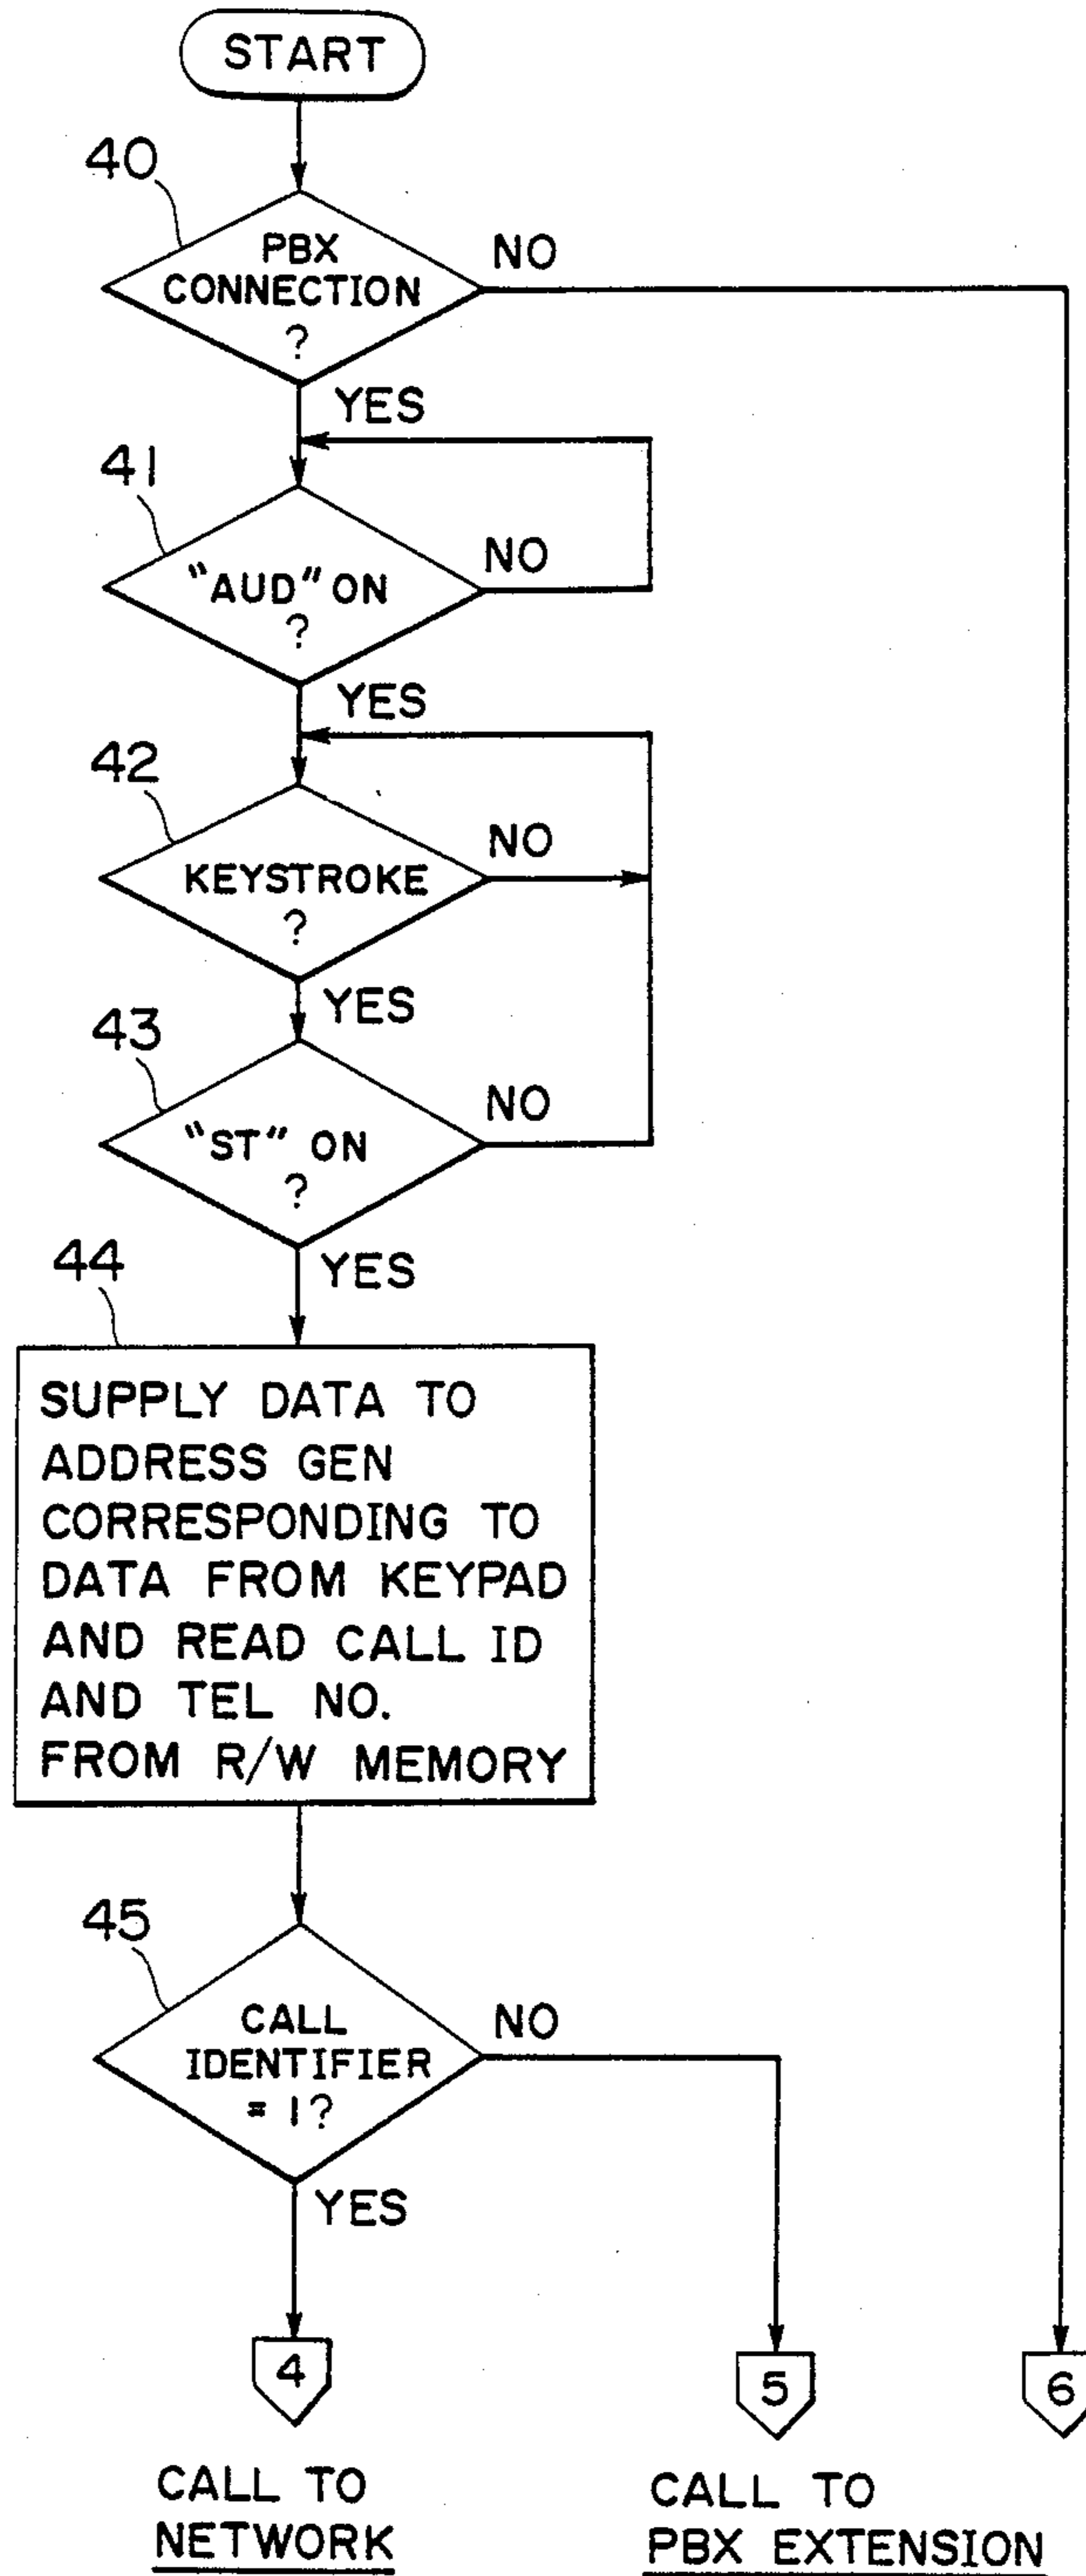 START
40
PBX
CONNECTION
?
NO
YES
41
"AUD" ON
?
NO
YES
42
KEYSTROKE
?
NO
YES
43
"ST" ON
?
NO
YES
44
SUPPLY DATA TO
ADDRESS GEN
CORRESPONDING TO
DATA FROM KEYPAD
AND READ CALL ID
AND TEL NO.
FROM R/W MEMORY
45
CALL
IDENTIFIER
= 1?
NO
YES
4
5
6
CALL TO
NETWORK
CALL TO
PBX EXTENSION